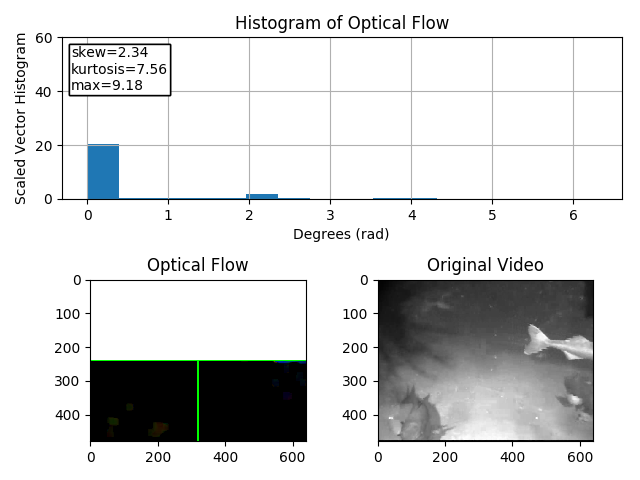 Histogram of Optical Flow
Scaled Vector Histogram
60
40
20
0
skew=2.34
kurtosis=7.56
max=9.18
0 1 2 3 4 5 6
Degrees (rad)
Optical Flow
0
100
200
300
400
0 200 400 600
Original Video
0
100
200
300
400
0 200 400 600